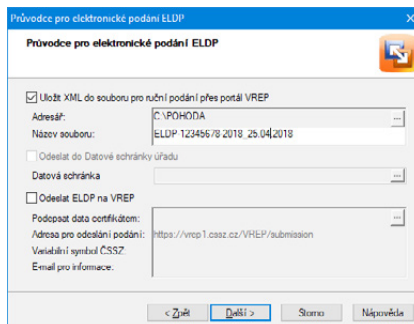 Průvodce pro elektronické podání ELDP
Průvodce pro elektronické podání ELDP
Uložit XML do souboru pro ruční podání přes portál VREP
Adresář: C:\POHODA ...
Název souboru: ELDP-12345678-2018_25.04.2018
Odeslat do Datové schránky úřadu
Datová schránka ...
Odeslat ELDP na VREP
Podepsat data certifikátem: ...
Adresa pro odeslání podání: https://vrep1.cssz.cz/VREP/submission
Variabilní symbol ČSSZ:
E-mail pro informace:
< Zpět Další > Storno Nápověda